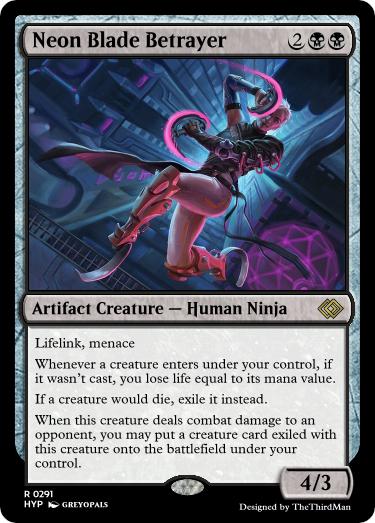 Neon Blade Betrayer 2
Artifact Creature — Human Ninja
Lifelink, menace
Whenever a creature enters under your control, if
it wasn't cast, you lose life equal to its mana value.
If a creature would die, exile it instead.
When this creature deals combat damage to an
opponent, you may put a creature card exiled with
this creature onto the battlefield under your
control.
4/3
R 0291
HYP GREYOPALS
Designed by TheThirdMan